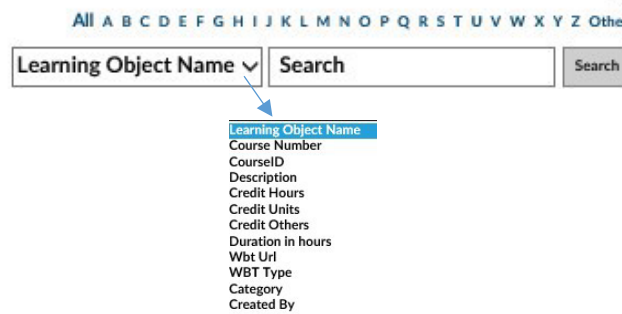 All A B C D E F G H I J K L M N O P Q R S T U V W X Y Z Othe
Learning Object Name Search Search
Learning Object Name
Course Number
CourseID
Description
Credit Hours
Credit Units
Credit Others
Duration in hours
Wbt Url
WBT Type
Category
Created By